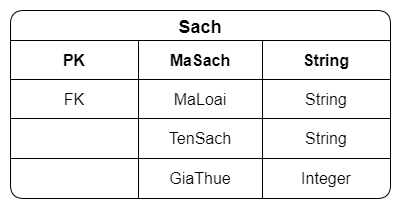 Sach
PK MaSach String
FK MaLoai String
TenSach String
GiaThue Integer